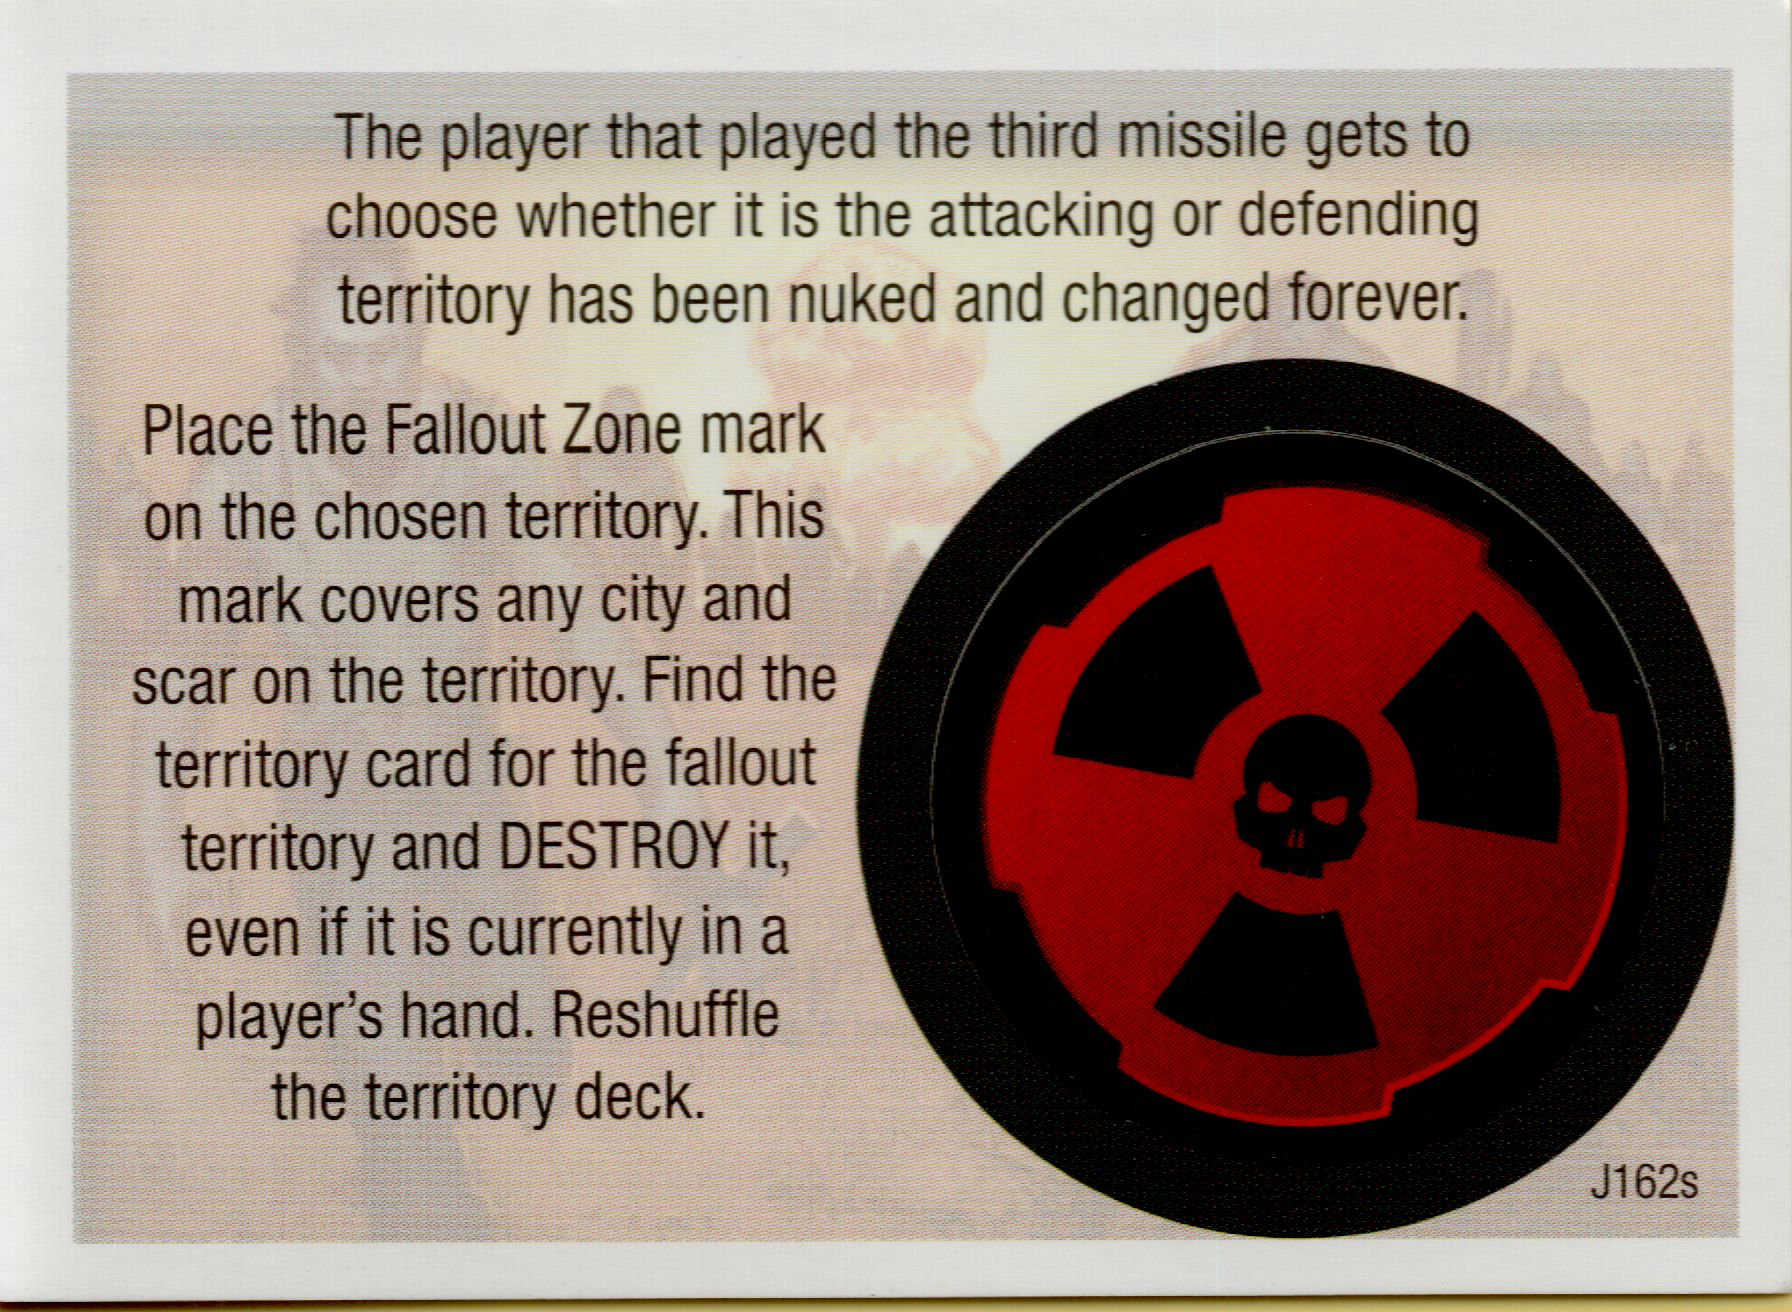 The player that played the third missile gets to
choose whether it is the attacking or defending
territory has been nuked and changed forever.
Place the Fallout Zone mark
on the chosen territory. This
mark covers any city and
scar on the territory. Find the
territory card for the fallout
territory and DESTROY it,
even if it is currently in a
player's hand. Reshuffle
the territory deck.
J162s